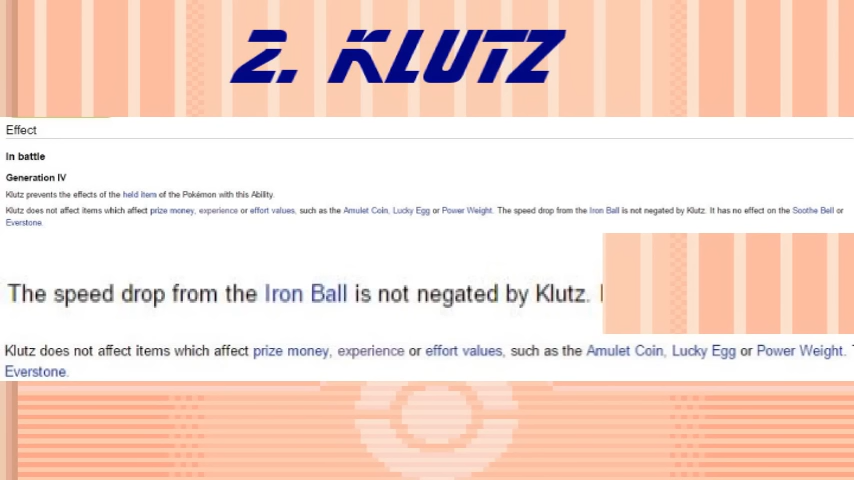 2. KLUTZ
Effect
In battle
Generation IV
Klutz prevents the effects of the held item of the Pokémon with this Ability.
Klutz does not affect items which affect prize money, experience or effort values, such as the Amulet Coin, Lucky Egg or Power Weight. The speed drop from the Iron Ball is not negated by Klutz. It has no effect on the Soothe Bell or
Everstone.
The speed drop from the Iron Ball is not negated by Klutz.
Klutz does not affect items which affect prize money, experience or effort values, such as the Amulet Coin, Lucky Egg or Power Weight.
Everstone.